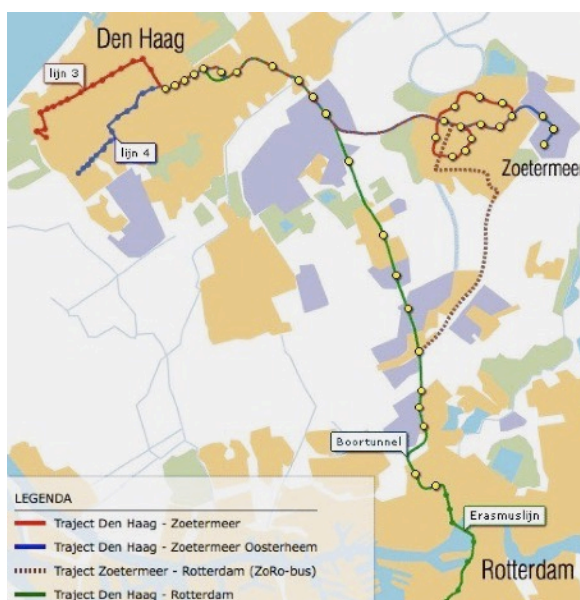 Den Haag
lijn 3
lijn 4
Zoetermeer
Boortunnel
Erasmuslijn
Rotterdam
LEGENDA
Traject Den Haag - Zoetermeer
Traject Den Haag - Zoetermeer Oosterheem
Traject Zoetermeer - Rotterdam (ZoRo-bus)
Traject Den Haag - Rotterdam